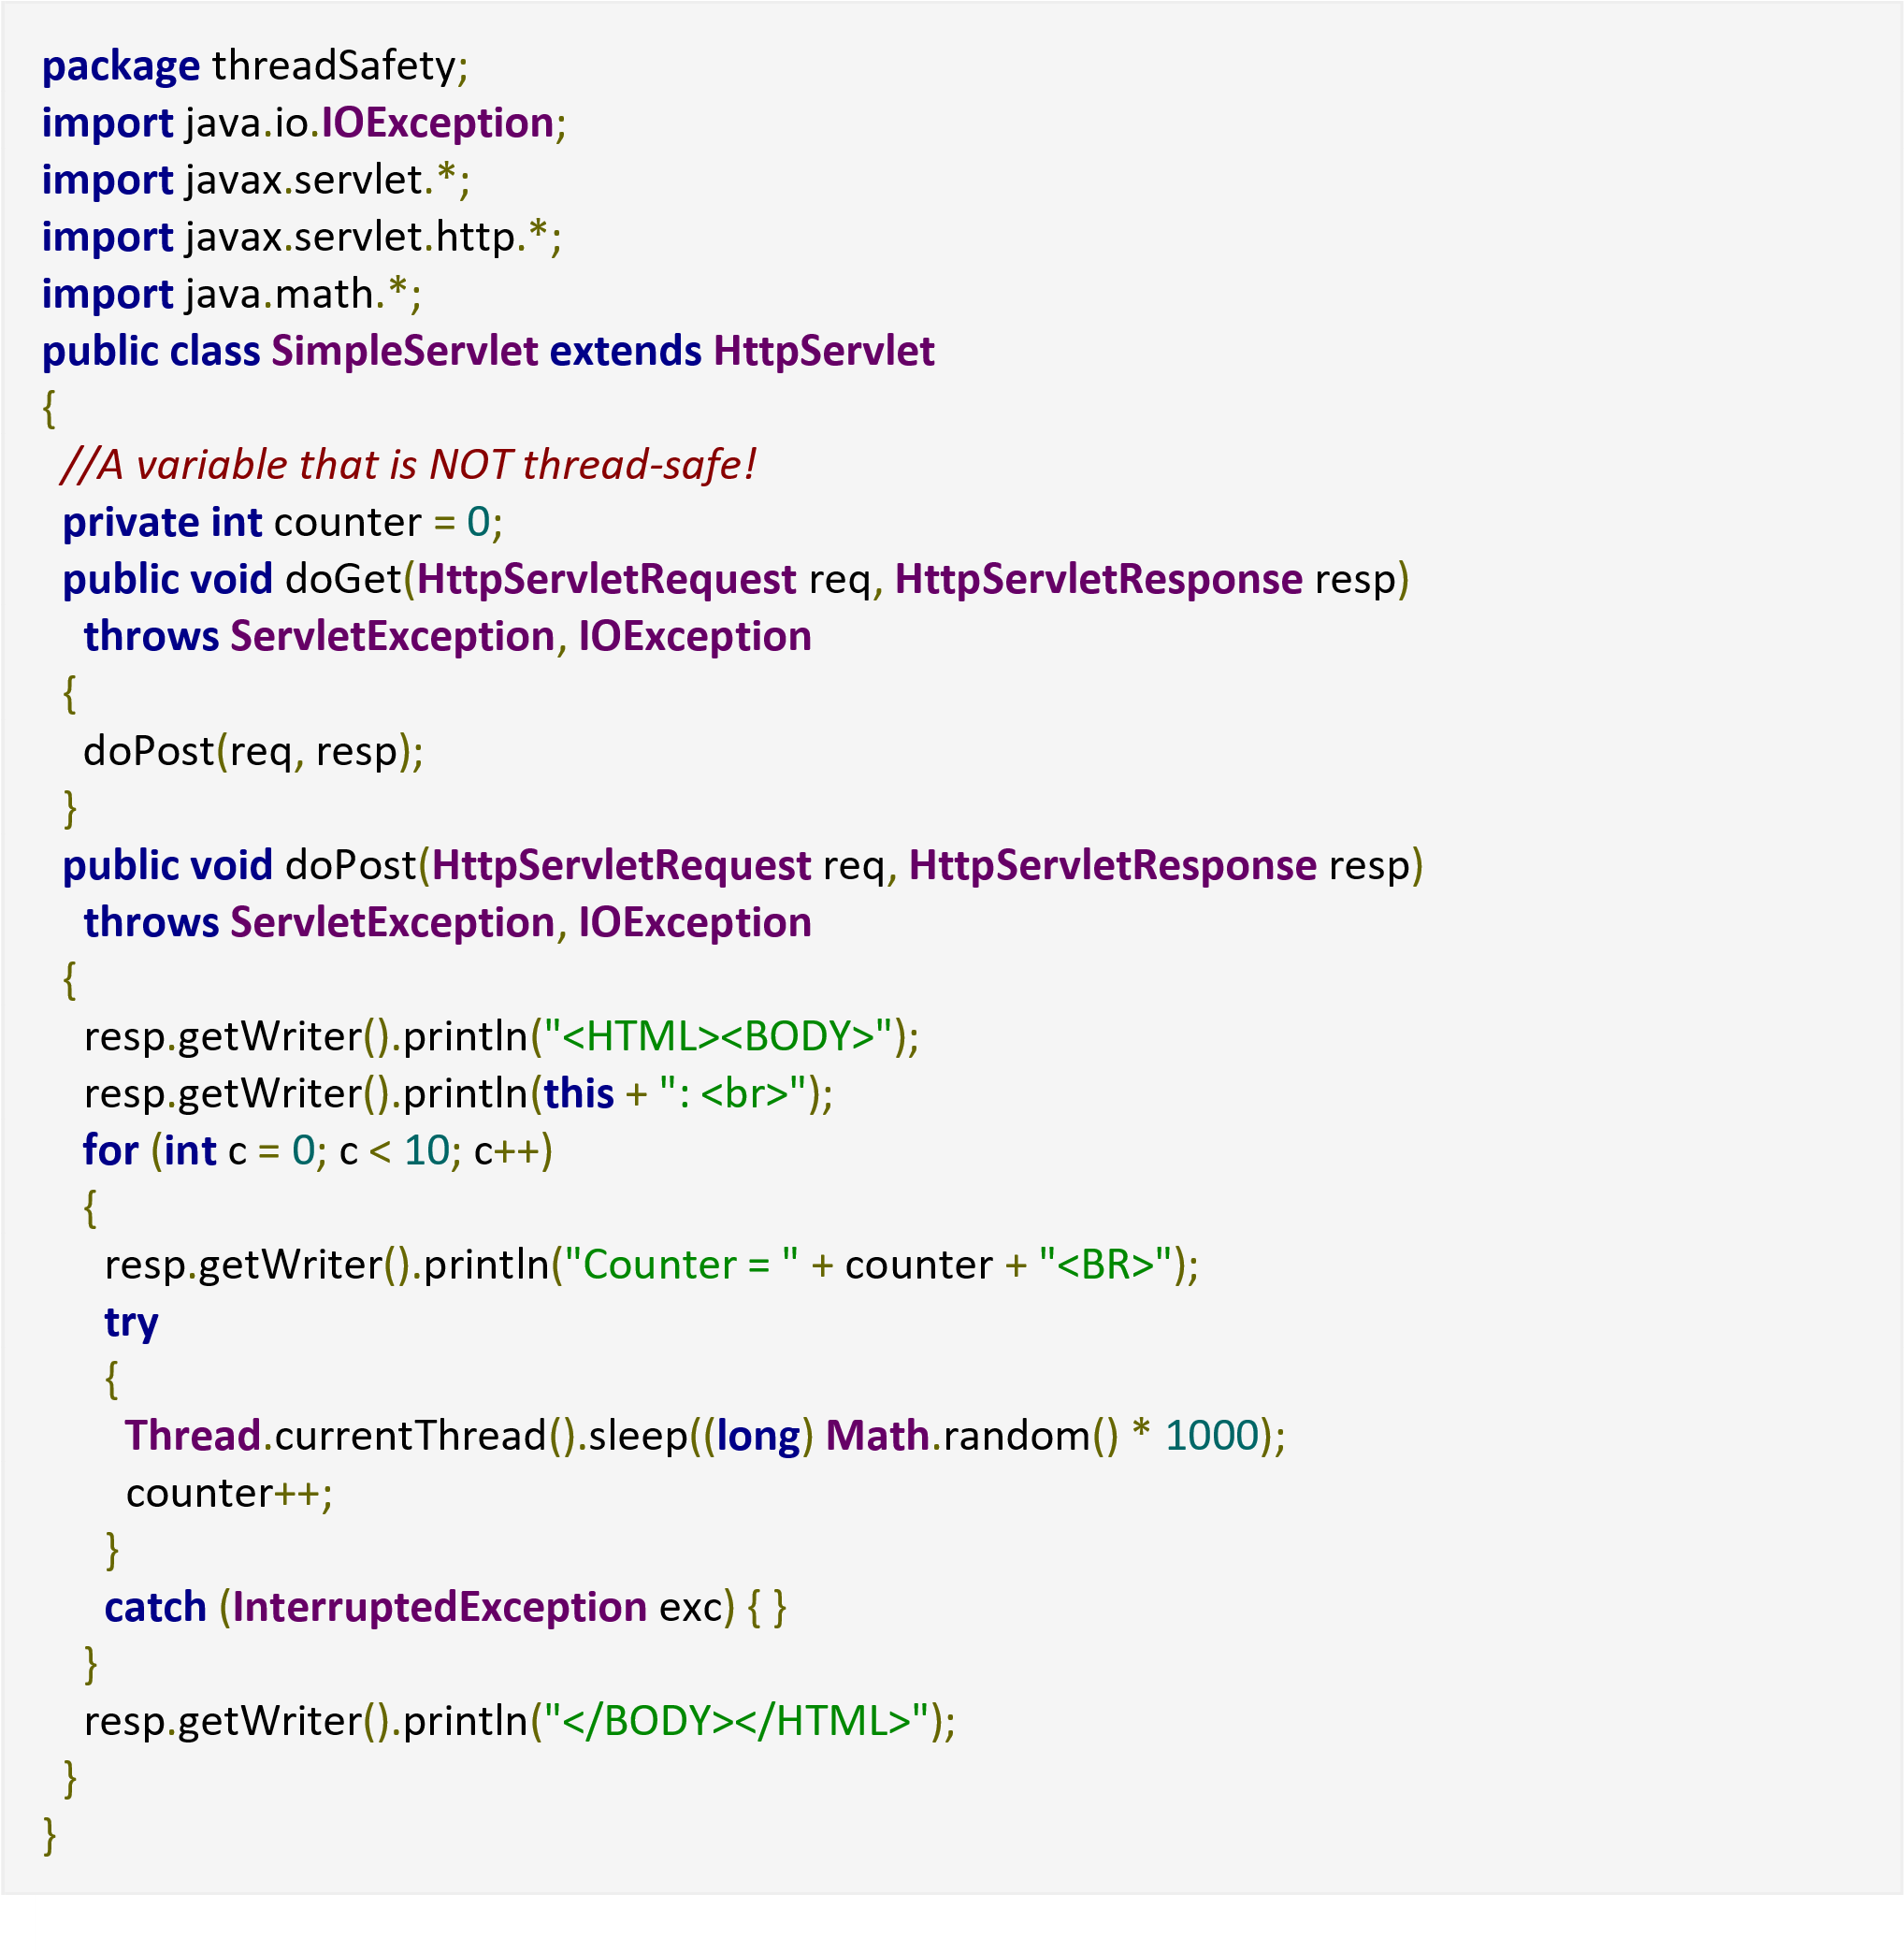 package threadSafety;
import java.io.IOException;
import javax.servlet.*;
import javax.servlet.http.*;
import java.math.*;
public class SimpleServlet extends HttpServlet
{
  //A variable that is NOT thread-safe!
  private int counter = 0;
  public void doGet(HttpServletRequest req, HttpServletResponse resp)
    throws ServletException, IOException
  {
    doPost(req, resp);
  }
  public void doPost(HttpServletRequest req, HttpServletResponse resp)
    throws ServletException, IOException
  {
    resp.getWriter().println("<HTML><BODY>");
    resp.getWriter().println(this + ": <br>");
    for (int c = 0; c < 10; c++)
    {
      resp.getWriter().println("Counter = " + counter + "<BR>");
      try
      {
        Thread.currentThread().sleep((long) Math.random() * 1000);
        counter++;
      }
      catch (InterruptedException exc) { }
    }
    resp.getWriter().println("</BODY></HTML>");
  }
}